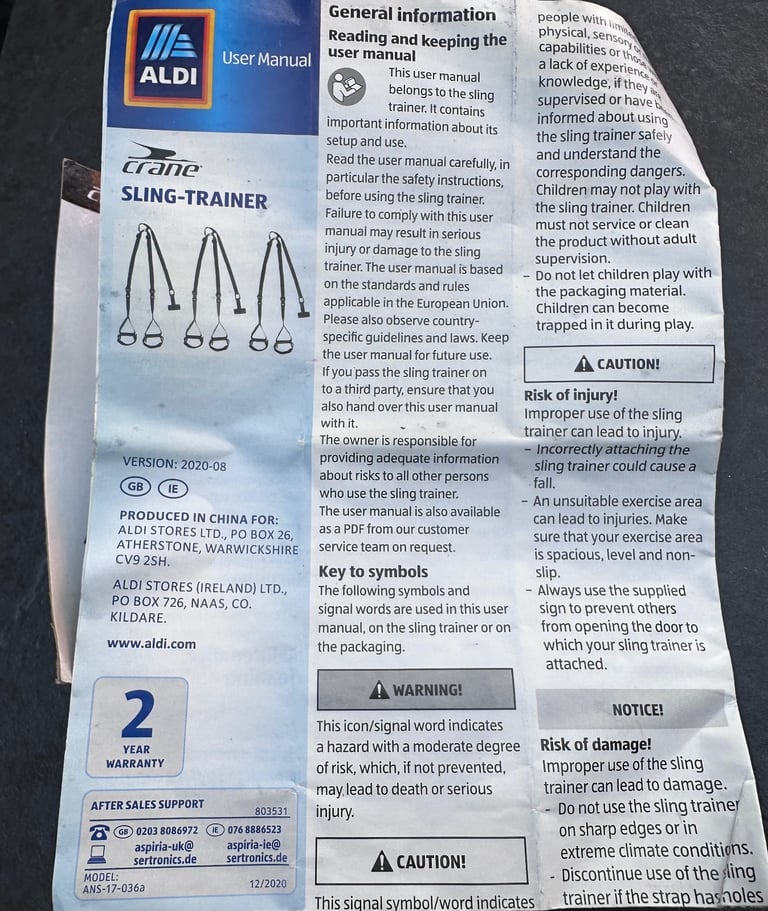 ALDI
User Manual
crane
SLING-TRAINER
VERSION: 2020-08
GB IE
PRODUCED IN CHINA FOR:
ALDI STORES LTD., PO BOX 26,
ATHERSTONE, WARWICKSHIRE
CV9 2SH.
ALDI STORES (IRELAND) LTD.,
PO BOX 726, NAAS, CO.
KILDARE.
www.aldi.com
2
YEAR
WARRANTY
AFTER SALES SUPPORT
803531
GB 0203 8086972 IE 076 8886523
aspiria-uk@ aspiria-ie@
sertronics.de sertronics.de
MODEL:
ANS-17-036a 12/2020
General information
Reading and keeping the
user manual
This user manual
belongs to the sling
trainer. It contains
important information about its
setup and use.
Read the user manual carefully, in
particular the safety instructions,
before using the sling trainer.
Failure to comply with this user
manual may result in serious
injury or damage to the sling
trainer. The user manual is based
on the standards and rules
applicable in the European Union.
Please also observe country-
specific guidelines and laws. Keep
the user manual for future use.
If you pass the sling trainer on
to a third party, ensure that you
also hand over this user manual
with it.
The owner is responsible for
providing adequate information
about risks to all other persons
who use the sling trainer.
The user manual is also available
as a PDF from our customer
service team on request.
Key to symbols
The following symbols and
signal words are used in this user
manual, on the sling trainer or on
the packaging.
WARNING!
This icon/signal word indicates
a hazard with a moderate degree
of risk, which, if not prevented,
may lead to death or serious
injury.
CAUTION!
This signal symbol/word indicates
people with
physical, sensory
capabilities or
a lack of experience
knowledge, if they
supervised or have
informed about using
the sling trainer safely
and understand the
corresponding dangers.
Children may not play with
the sling trainer. Children
must not service or clean
the product without adult
supervision.
- Do not let children play with
the packaging material.
Children can become
trapped in it during play.
CAUTION!
Risk of injury!
Improper use of the sling
trainer can lead to injury.
- Incorrectly attaching the
sling trainer could cause a
fall.
- An unsuitable exercise area
can lead to injuries. Make
sure that your exercise area
is spacious, level and non-
slip.
- Always use the supplied
sign to prevent others
from opening the door to
which your sling trainer is
attached.
NOTICE!
Risk of damage!
Improper use of the sling
trainer can lead to damage.
- Do not use the sling trainer
on sharp edges or in
extreme climate conditions.
- Discontinue use of the sling
trainer if the strap has holes